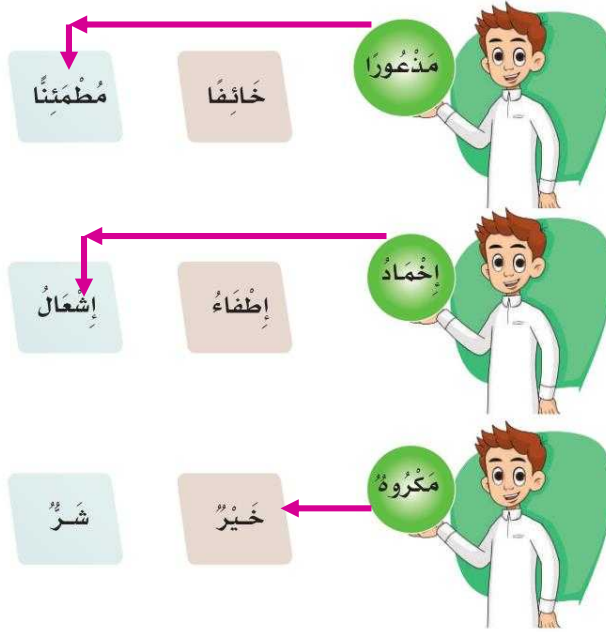 مَذْعُورًا
خَائِفًا
مُطْمَئِنًّا
إِخْمَادُ
إِطْفَاءُ
إِشْعَالُ
مَكْرُوهٌ
خَيْرٌ
شَرٌّ